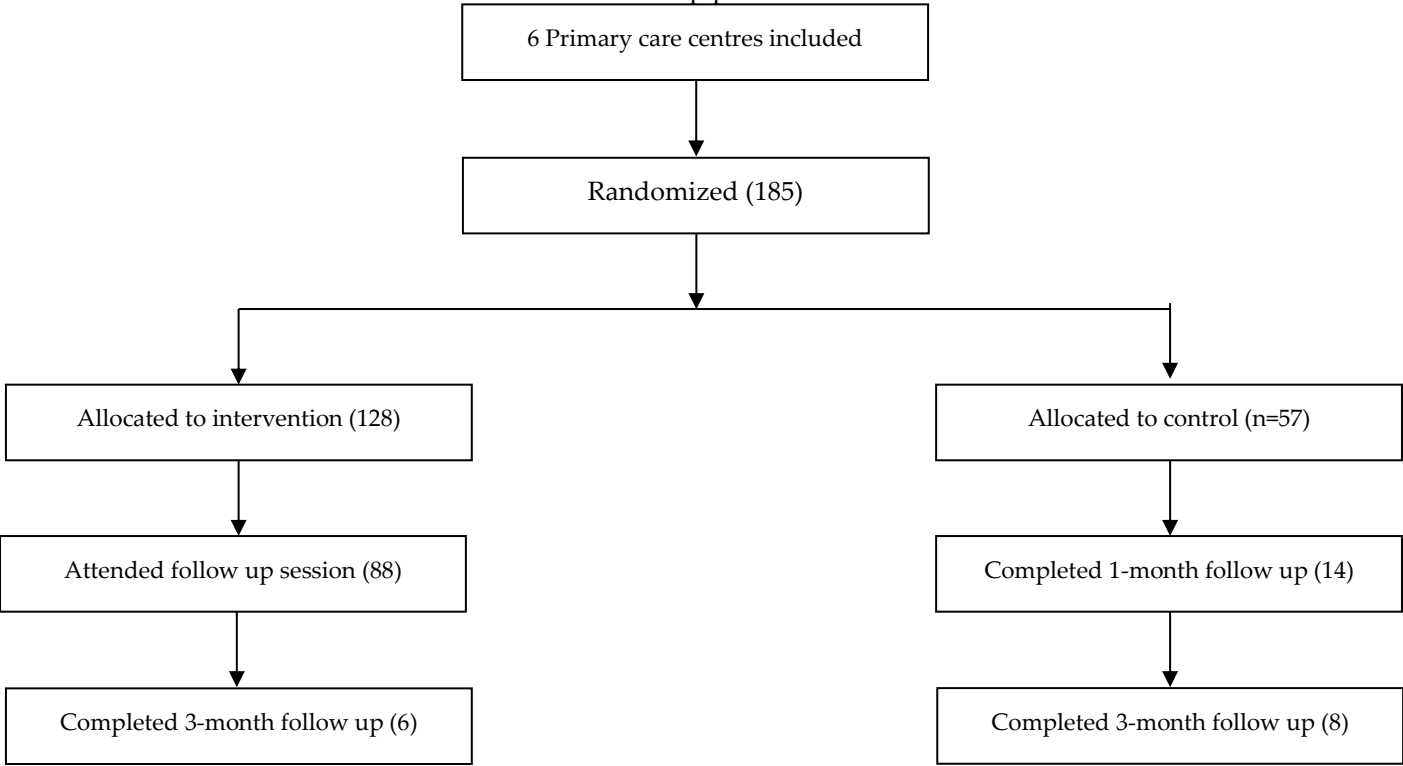 6 Primary care centres included
Randomized (185)
Allocated to intervention (128)
Allocated to control (n=57)
Attended follow up session (88)
Completed 1-month follow up (14)
Completed 3-month follow up (6)
Completed 3-month follow up (8)